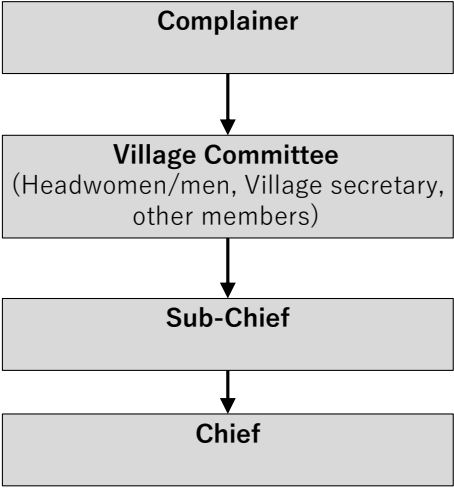 Complainer
Village Committee
(Headwomen/men, Village secretary,
other members)
Sub-Chief
Chief